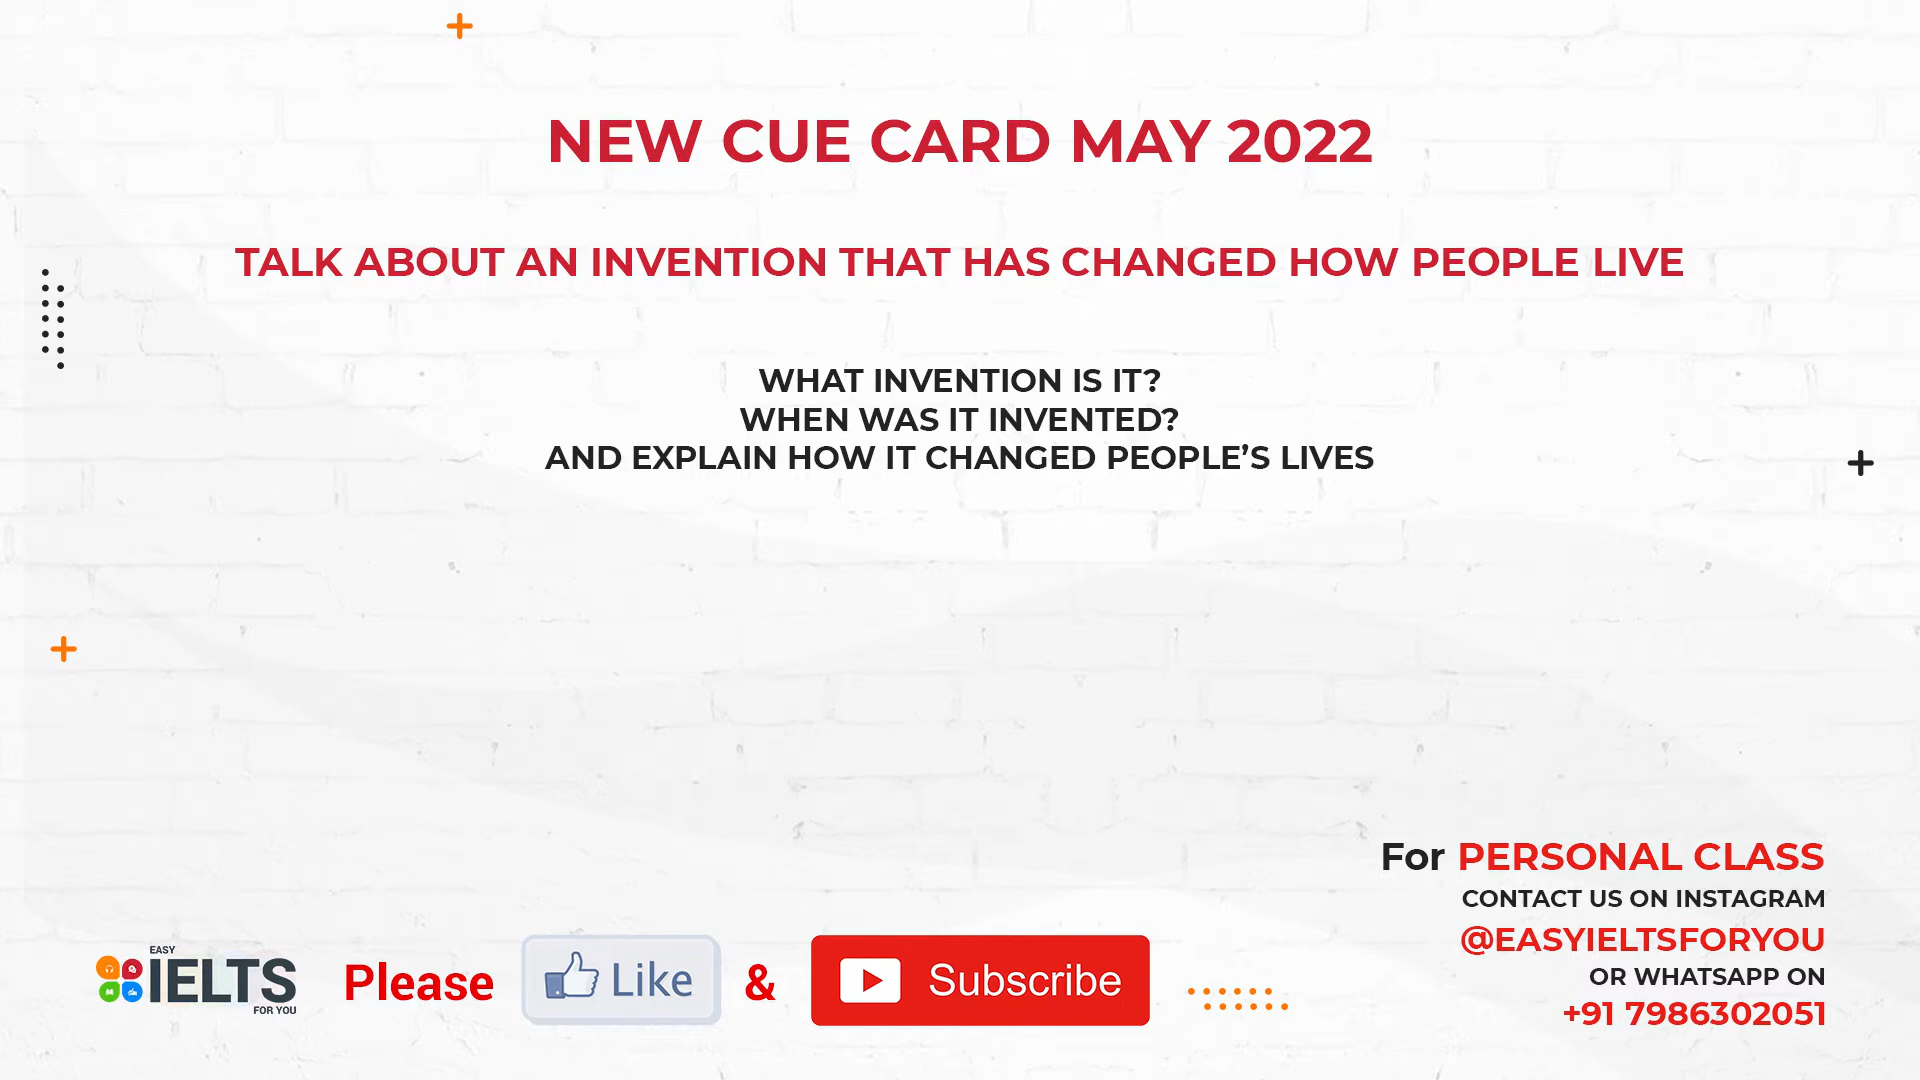 NEW CUE CARD MAY 2022
TALK ABOUT AN INVENTION THAT HAS CHANGED HOW PEOPLE LIVE
WHAT INVENTION IS IT?
WHEN WAS IT INVENTED?
AND EXPLAIN HOW IT CHANGED PEOPLE’S LIVES
For PERSONAL CLASS
CONTACT US ON INSTAGRAM
@EASYIELTSFORYOU
OR WHATSAPP ON
+91 7986302051
EASY
IELTS
FOR YOU
Please Like & Subscribe